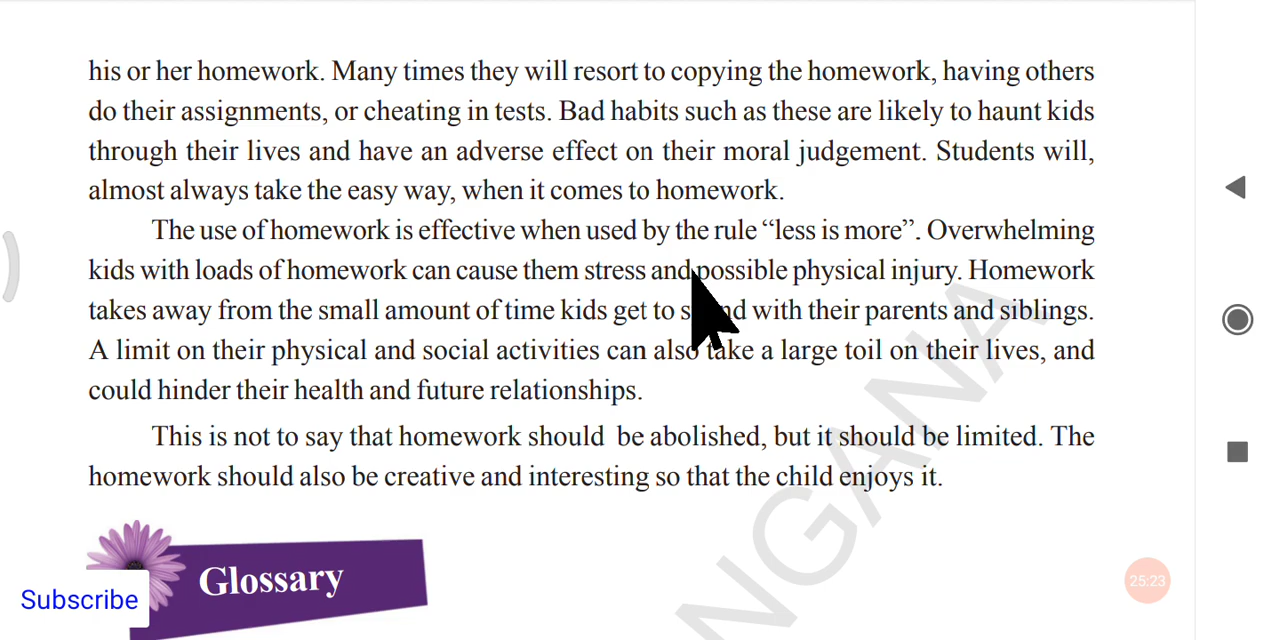 his or her homework. Many times they will resort to copying the homework, having others
do their assignments, or cheating in tests. Bad habits such as these are likely to haunt kids
through their lives and have an adverse effect on their moral judgement. Students will,
almost always take the easy way, when it comes to homework.
The use of homework is effective when used by the rule “less is more”. Overwhelming
kids with loads of homework can cause them stress and possible physical injury. Homework
takes away from the small amount of time kids get to with their parents and siblings.
A limit on their physical and social activities can also take a large toil on their lives, and
could hinder their health and future relationships.
This is not to say that homework should be abolished, but it should be limited. The
homework should also be creative and interesting so that the child enjoys it.
Glossary
Subscribe
25:23
NGANA